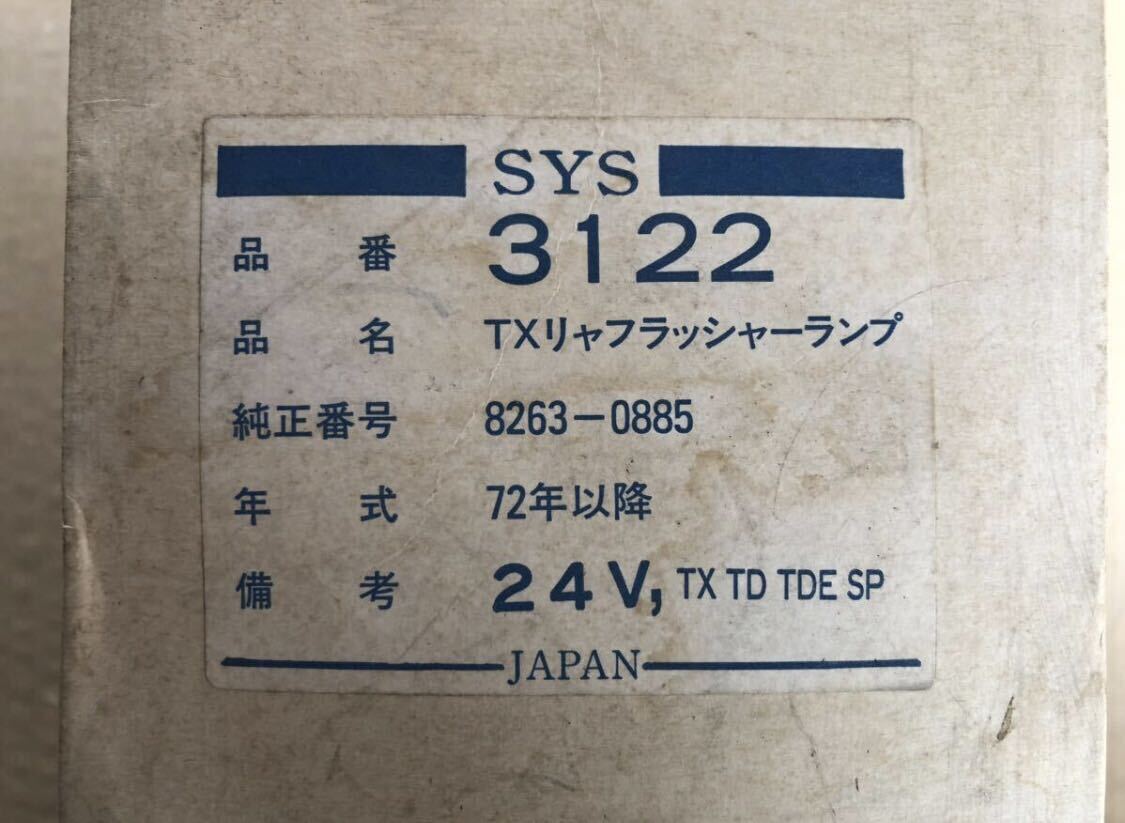 SYS
品番 3122
品名 TXリャフラッシャーランプ
純正番号 8263-0885
年式 72年以降
備考 24V, TX TD TDE SP
JAPAN